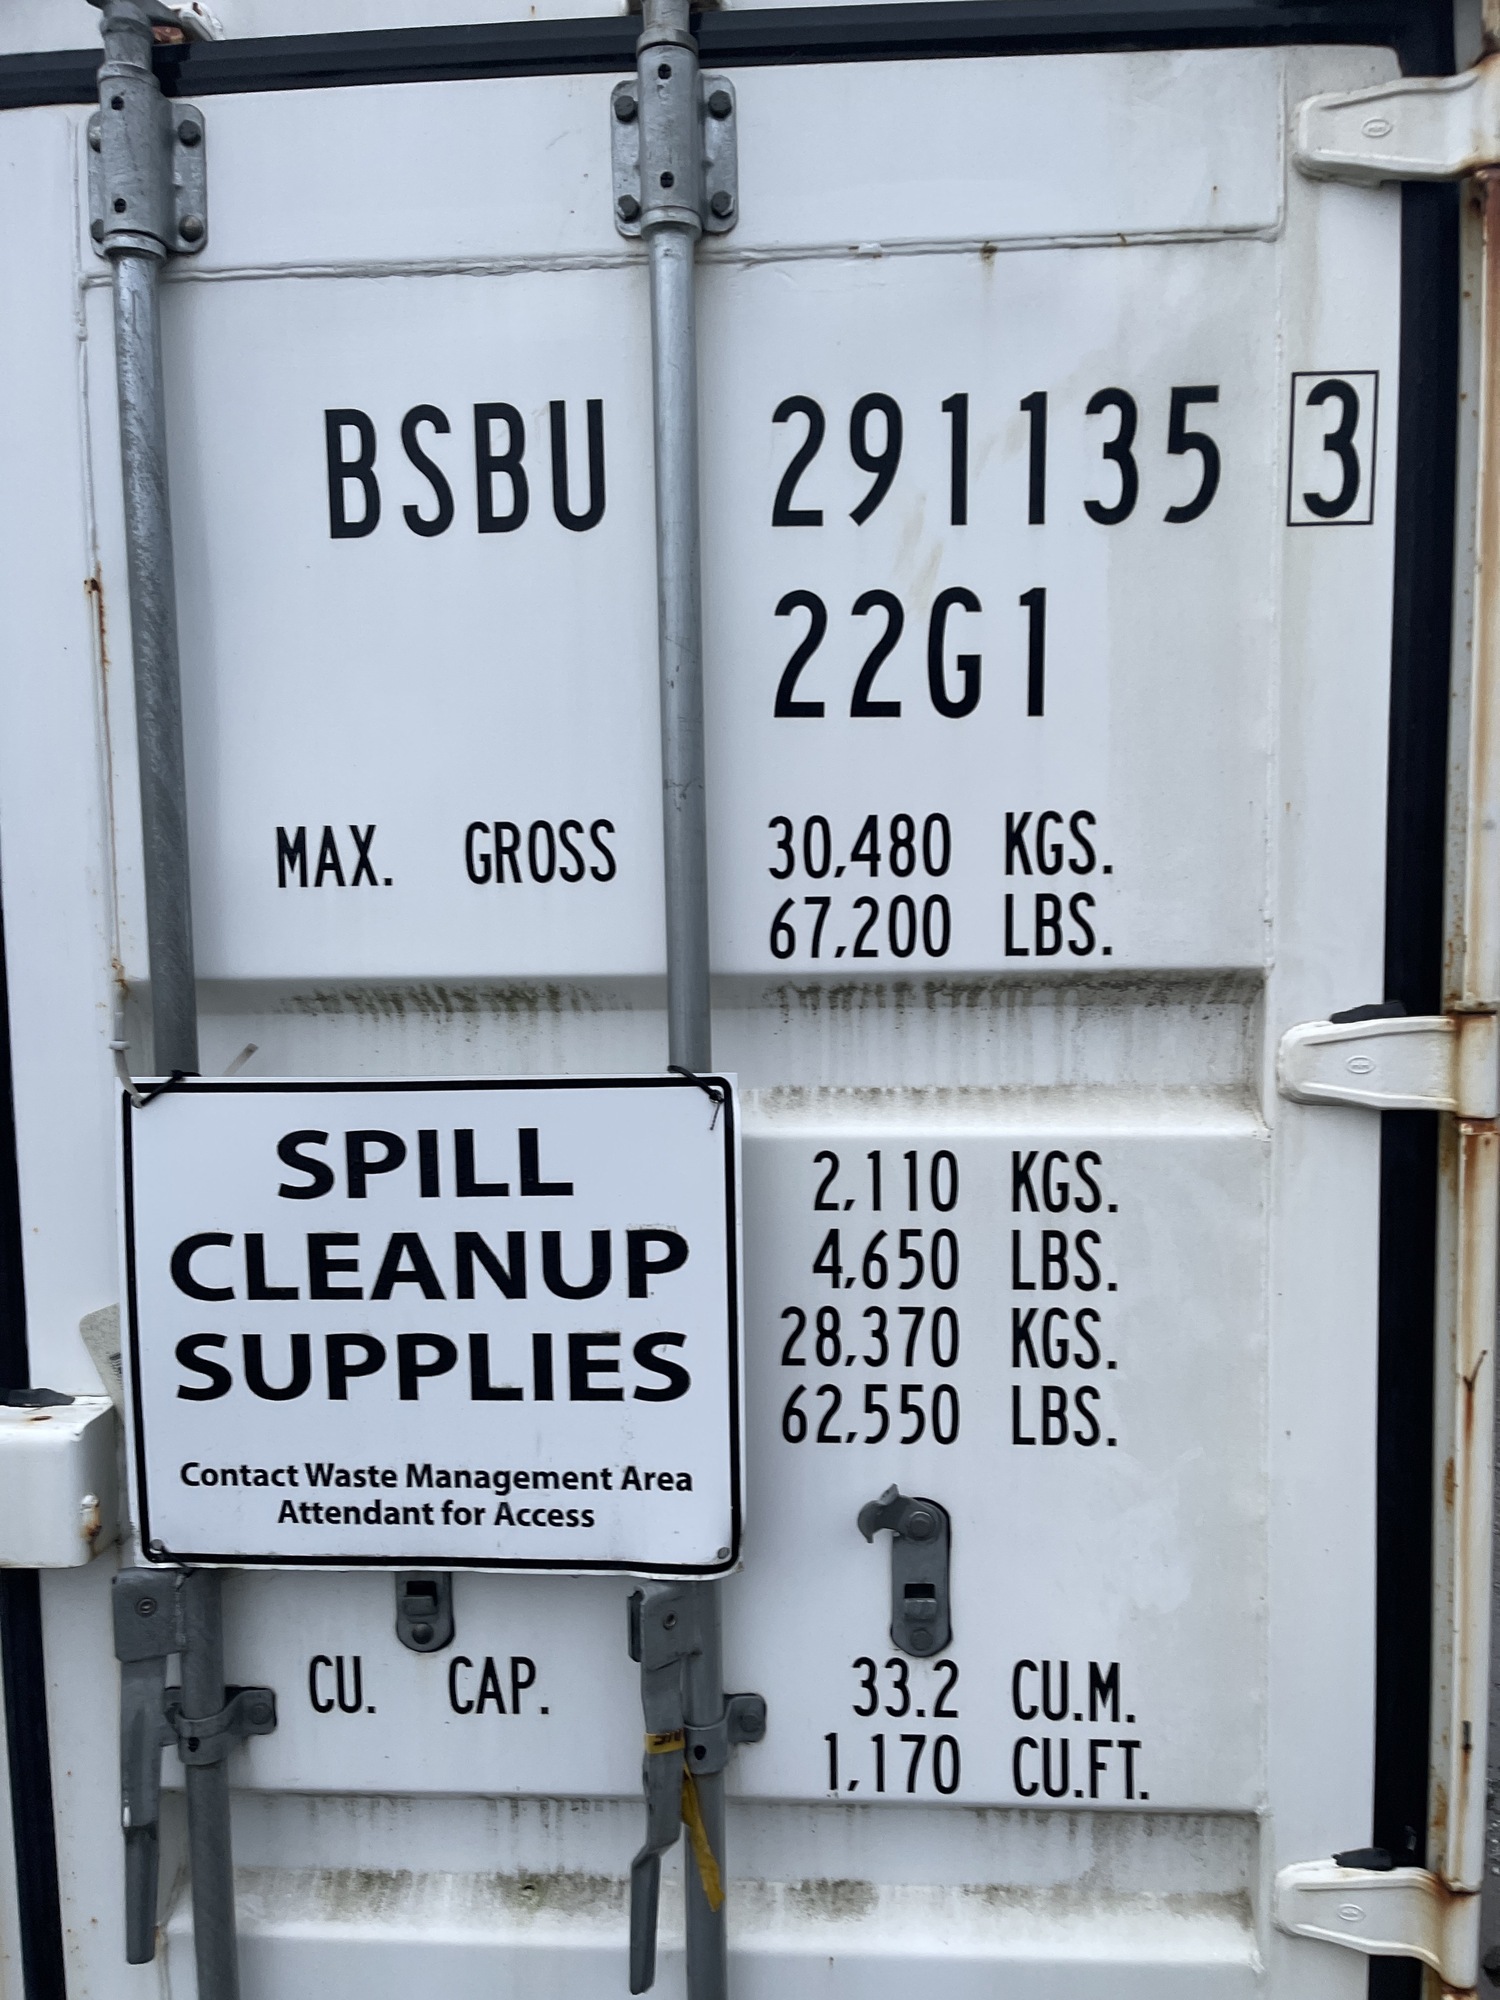 BSBU 291135 3
22G1
MAX. GROSS 30,480 KGS.
67,200 LBS.
2,110 KGS.
4,650 LBS.
28,370 KGS.
62,550 LBS.
SPILL
CLEANUP
SUPPLIES
Contact Waste Management Area
Attendant for Access
CU. CAP. 33.2 CU.M.
1,170 CU.FT.